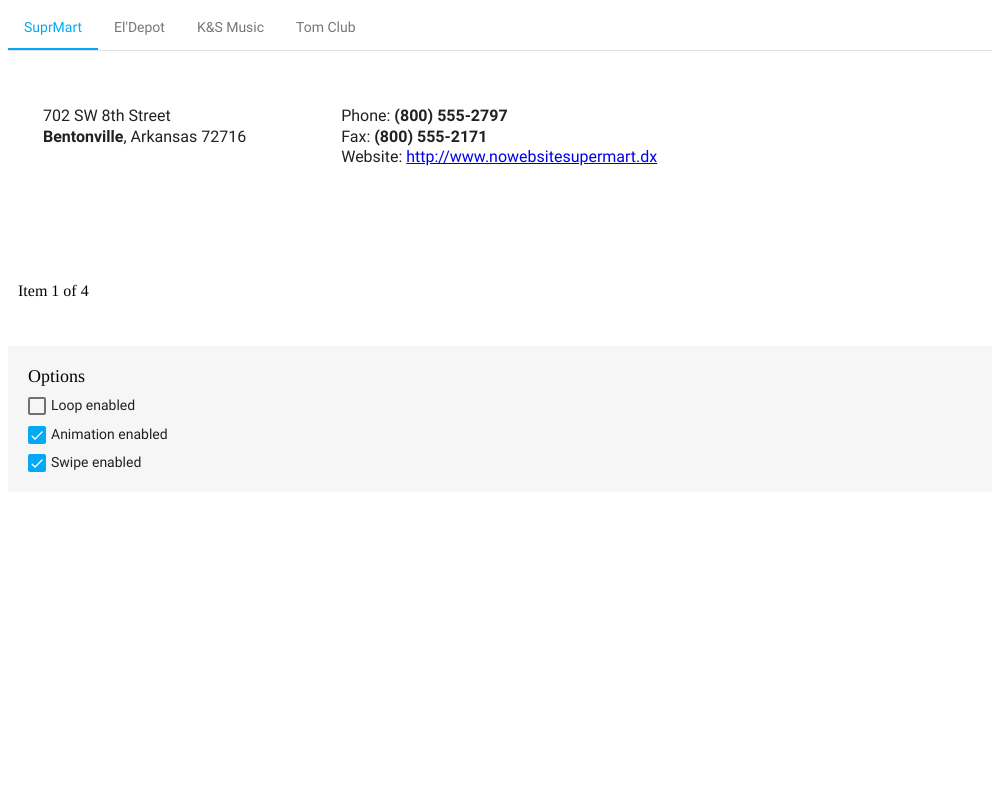 SuprMart El'Depot K&S Music Tom Club
702 SW 8th Street
Bentonville, Arkansas 72716
Phone: (800) 555-2797
Fax: (800) 555-2171
Website: http://www.nowebsitesupermart.dx
Item 1 of 4
Options
Loop enabled
Animation enabled
Swipe enabled